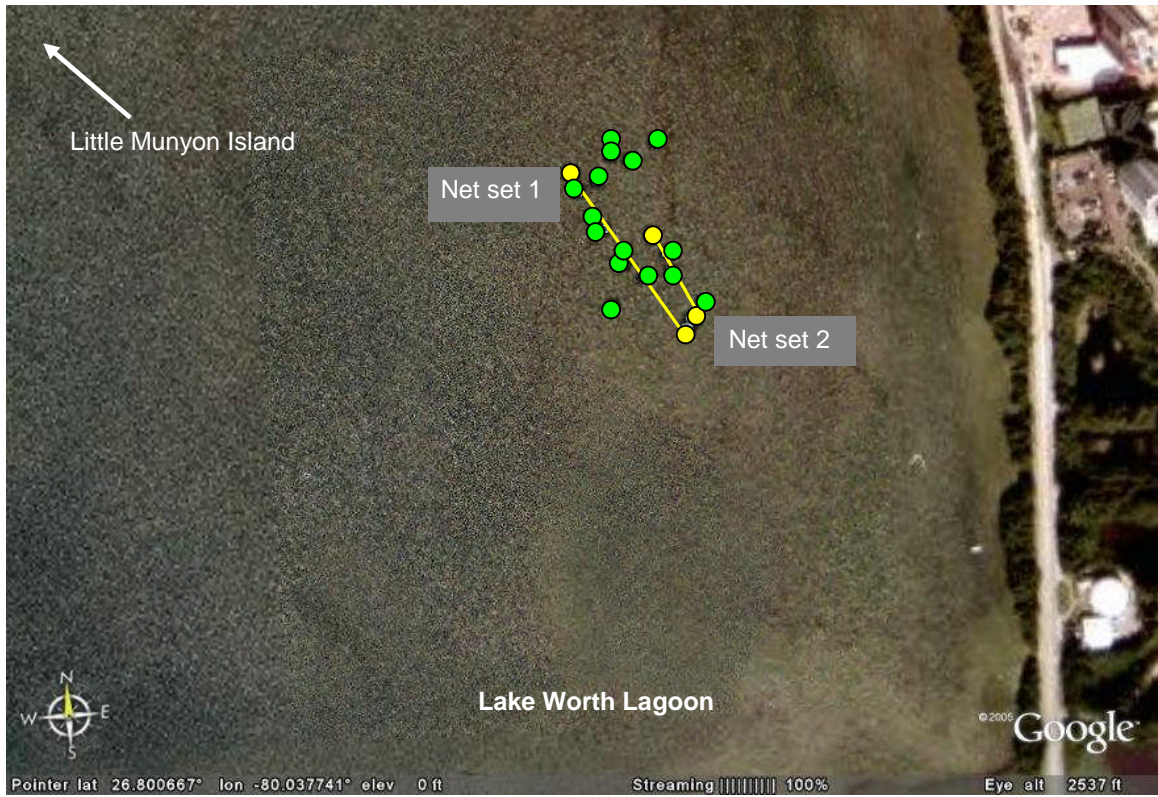 Little Munyon Island
Net set 1
Net set 2
Lake Worth Lagoon
N
W E
S
©2005 Google
Pointer lat 26.800667° lon -80.037741° elev 0 ft Streaming |||||||||| 100% Eye alt 2537 ft